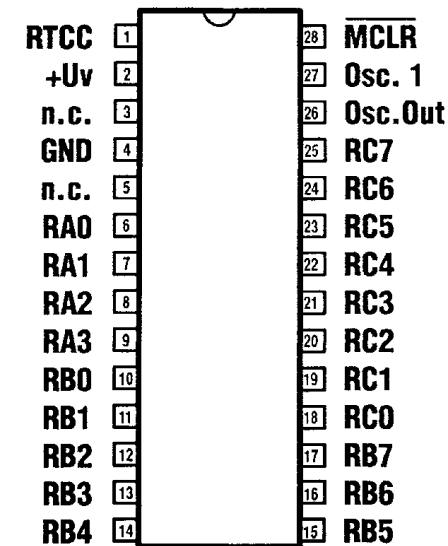 RTCC 1 28 MCLR
+Uv 2 27 Osc. 1
n.c. 3 26 Osc.Out
GND 4 25 RC7
n.c. 5 24 RC6
RA0 6 23 RC5
RA1 7 22 RC4
RA2 8 21 RC3
RA3 9 20 RC2
RB0 10 19 RC1
RB1 11 18 RC0
RB2 12 17 RB7
RB3 13 16 RB6
RB4 14 15 RB5